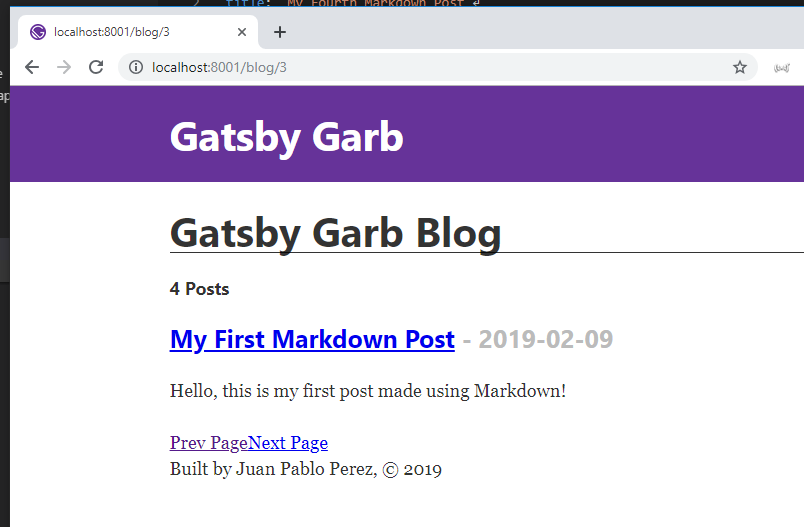 2 title: "My Fourth Markdown Post"
localhost:8001/blog/3
localhost:8001/blog/3
ap
Gatsby Garb
Gatsby Garb Blog
4 Posts
My First Markdown Post - 2019-02-09
Hello, this is my first post made using Markdown!
Prev PageNext Page
Built by Juan Pablo Perez, © 2019